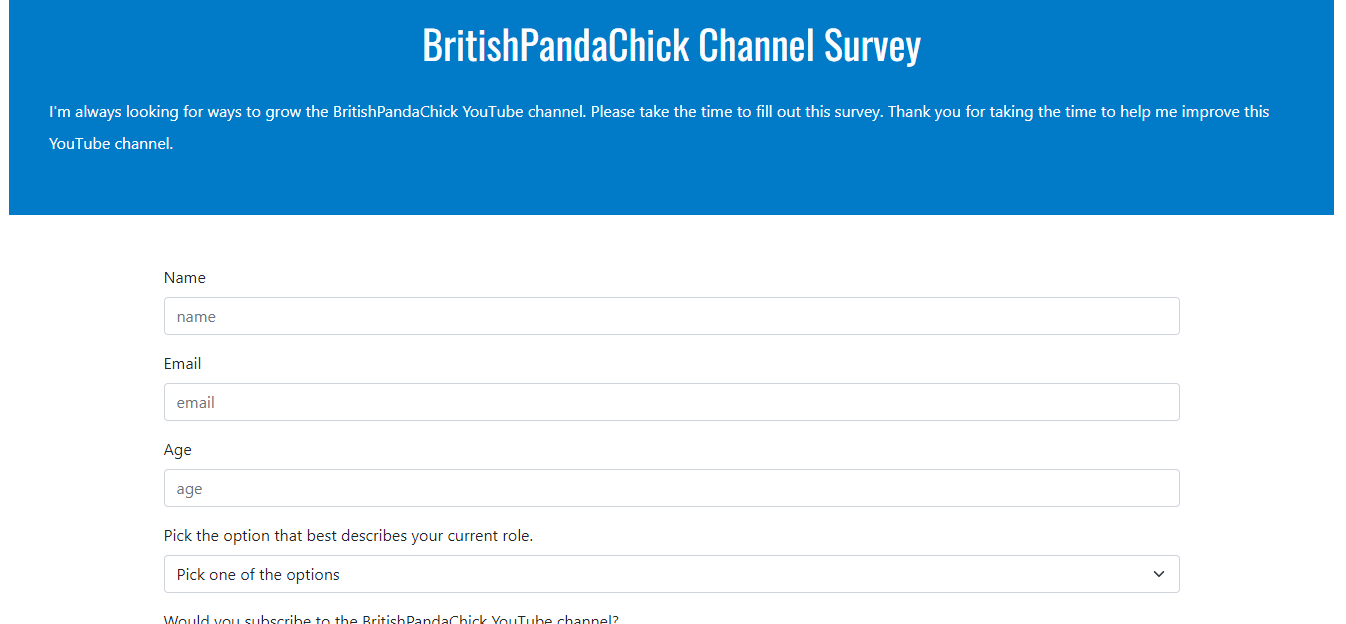 BritishPandaChick Channel Survey
I'm always looking for ways to grow the BritishPandaChick YouTube channel. Please take the time to fill out this survey. Thank you for taking the time to help me improve this
YouTube channel.
Name
name
Email
email
Age
age
Pick the option that best describes your current role.
Pick one of the options
Would you subscribe to the BritishPandaChick YouTube channel?